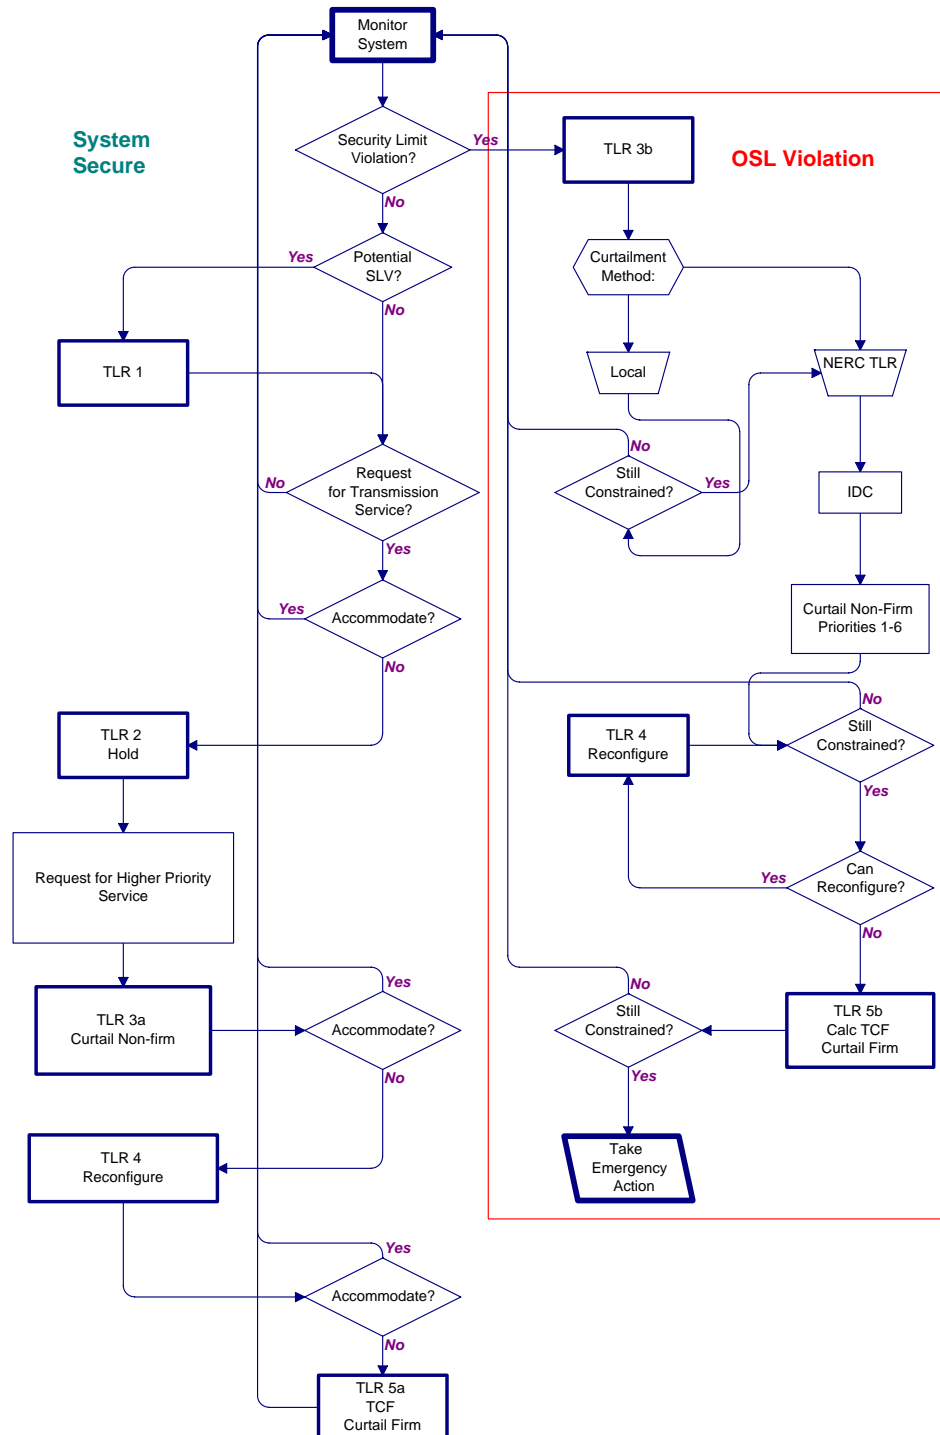 Monitor
System
System
Secure
Security Limit
Violation?
Yes
TLR 3b
OSL Violation
No
Yes
Potential
SLV?
Curtailment
Method:
No
TLR 1
Local
NERC TLR
No
Request
for Transmission
Service?
No
Still
Constrained?
Yes
IDC
Yes
Yes
Accommodate?
Curtail Non-Firm
Priorities 1-6
No
No
TLR 2
Hold
TLR 4
Reconfigure
Still
Constrained?
Yes
Request for Higher Priority
Service
Yes
Can
Reconfigure?
No
Yes
No
TLR 3a
Curtail Non-firm
Accommodate?
Still
Constrained?
TLR 5b
Calc TCF
Curtail Firm
No
Yes
TLR 4
Reconfigure
Take
Emergency
Action
Yes
Accommodate?
No
TLR 5a
TCF
Curtail Firm